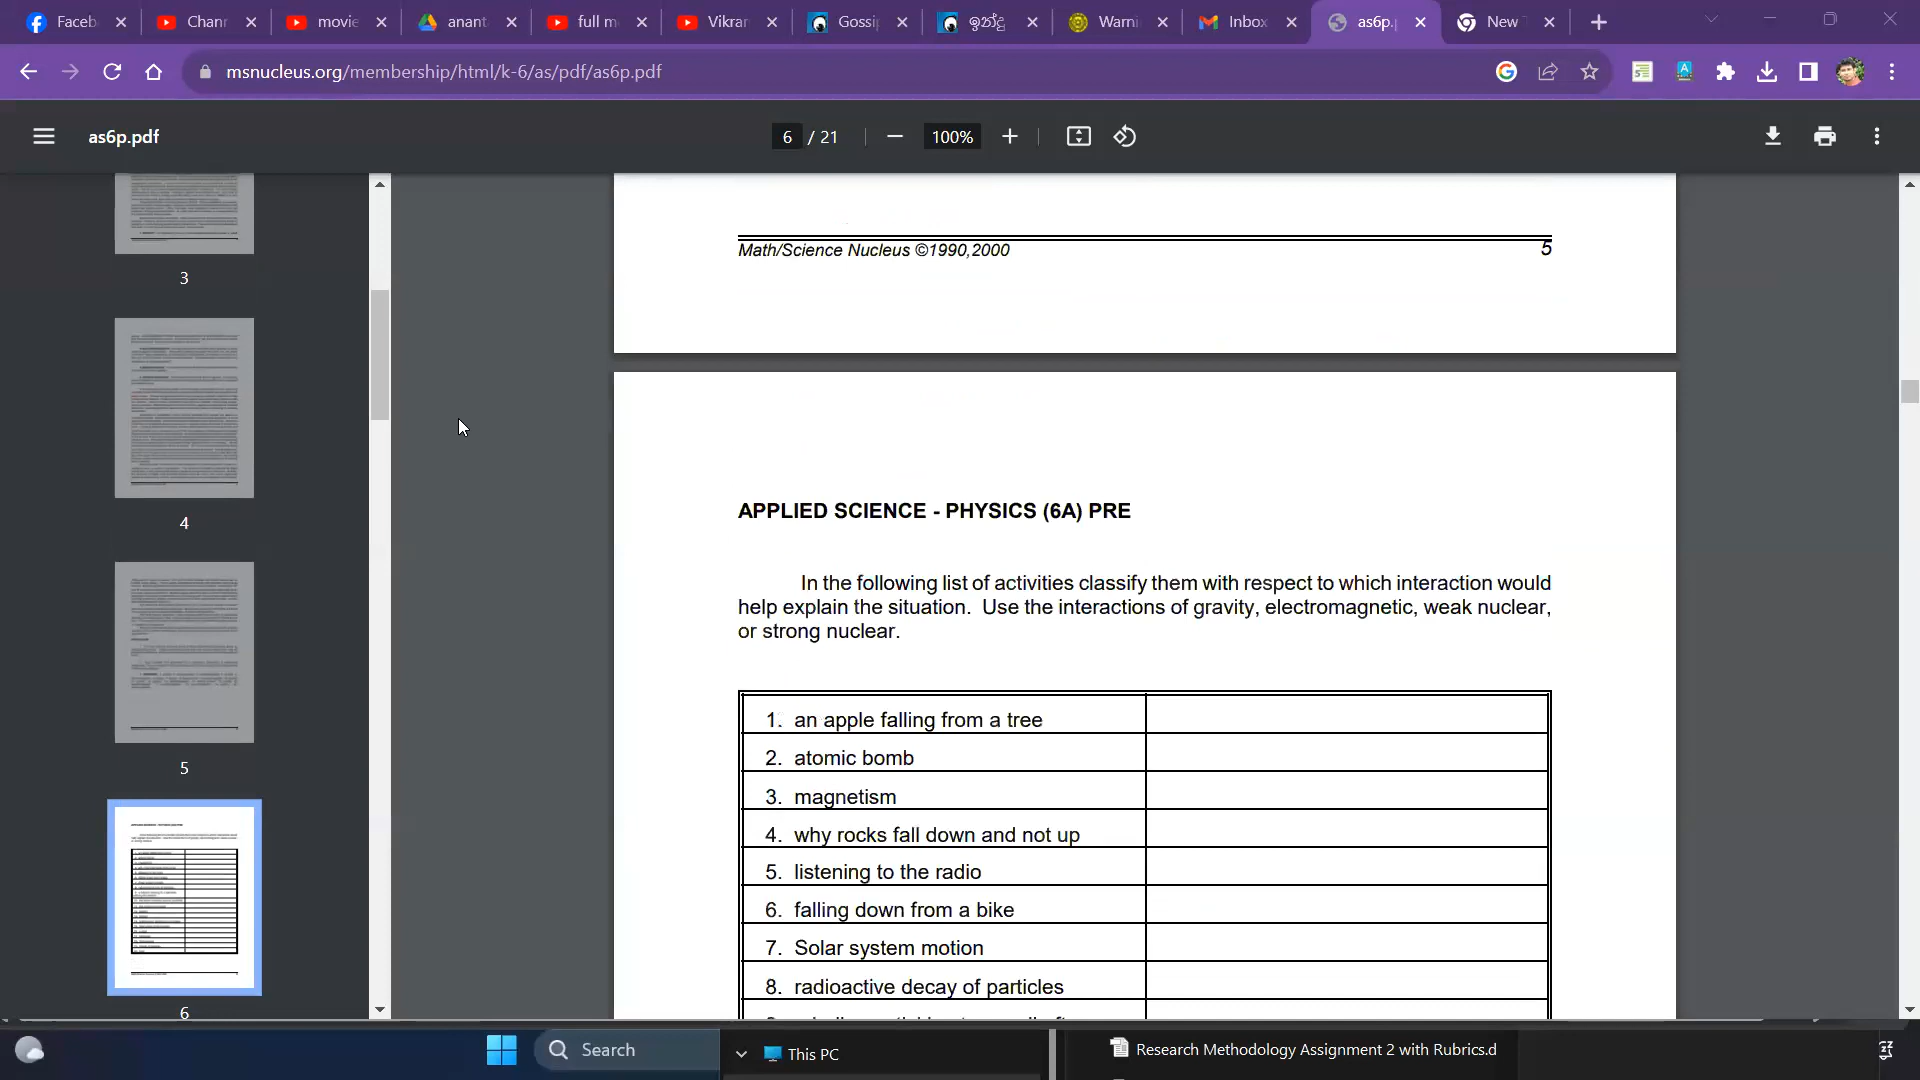 Faceb
Chann
movie
anant
full m
Vikran
Gossip
ඉන්දු
Warni
Inbox
as6p.p
New T
msnucleus.org/membership/html/k-6/as/pdf/as6p.pdf
as6p.pdf
6 / 21
100%
3
4
5
6
Math/Science Nucleus ©1990,2000 5
APPLIED SCIENCE - PHYSICS (6A) PRE
In the following list of activities classify them with respect to which interaction would
help explain the situation. Use the interactions of gravity, electromagnetic, weak nuclear,
or strong nuclear.
1. an apple falling from a tree
2. atomic bomb
3. magnetism
4. why rocks fall down and not up
5. listening to the radio
6. falling down from a bike
7. Solar system motion
8. radioactive decay of particles
Search
This PC
Research Methodology Assignment 2 with Rubrics.d